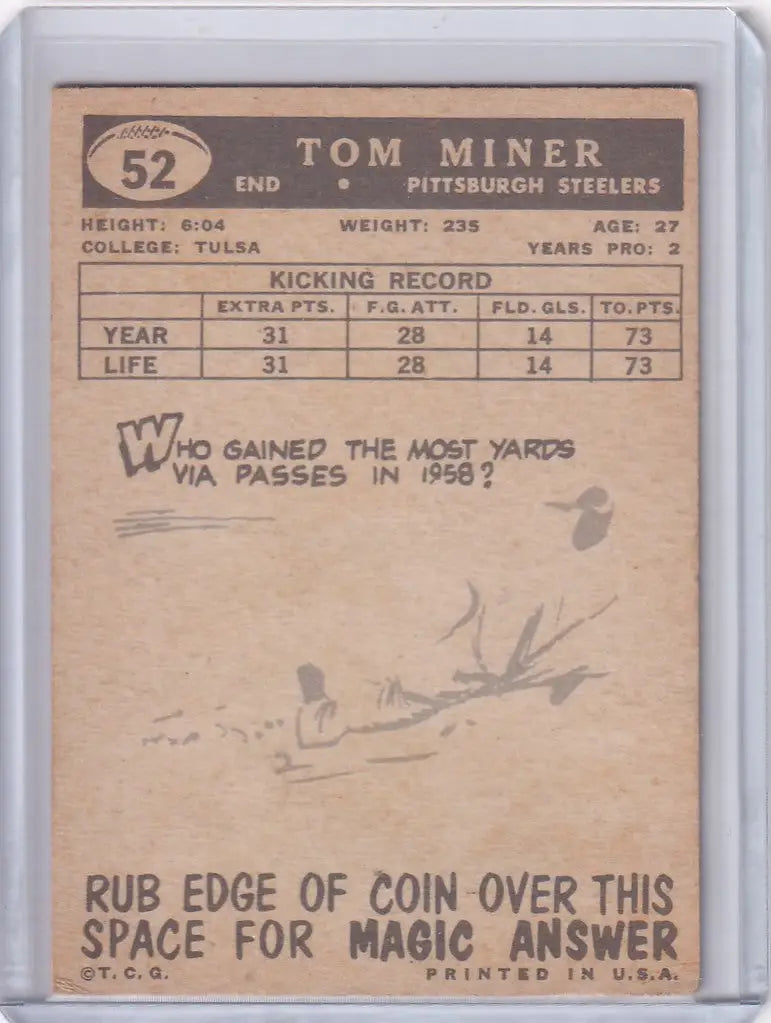 52
TOM MINER
END • PITTSBURGH STEELERS
HEIGHT: 6:04 WEIGHT: 235 AGE: 27
COLLEGE: TULSA YEARS PRO: 2
KICKING RECORD
EXTRA PTS. F.G. ATT. FLD. GLS. TO. PTS.
YEAR 31 28 14 73
LIFE 31 28 14 73
WHO GAINED THE MOST YARDS
VIA PASSES IN 1958?
RUB EDGE OF COIN OVER THIS
SPACE FOR MAGIC ANSWER
©T. C. G. PRINTED IN U.S.A.